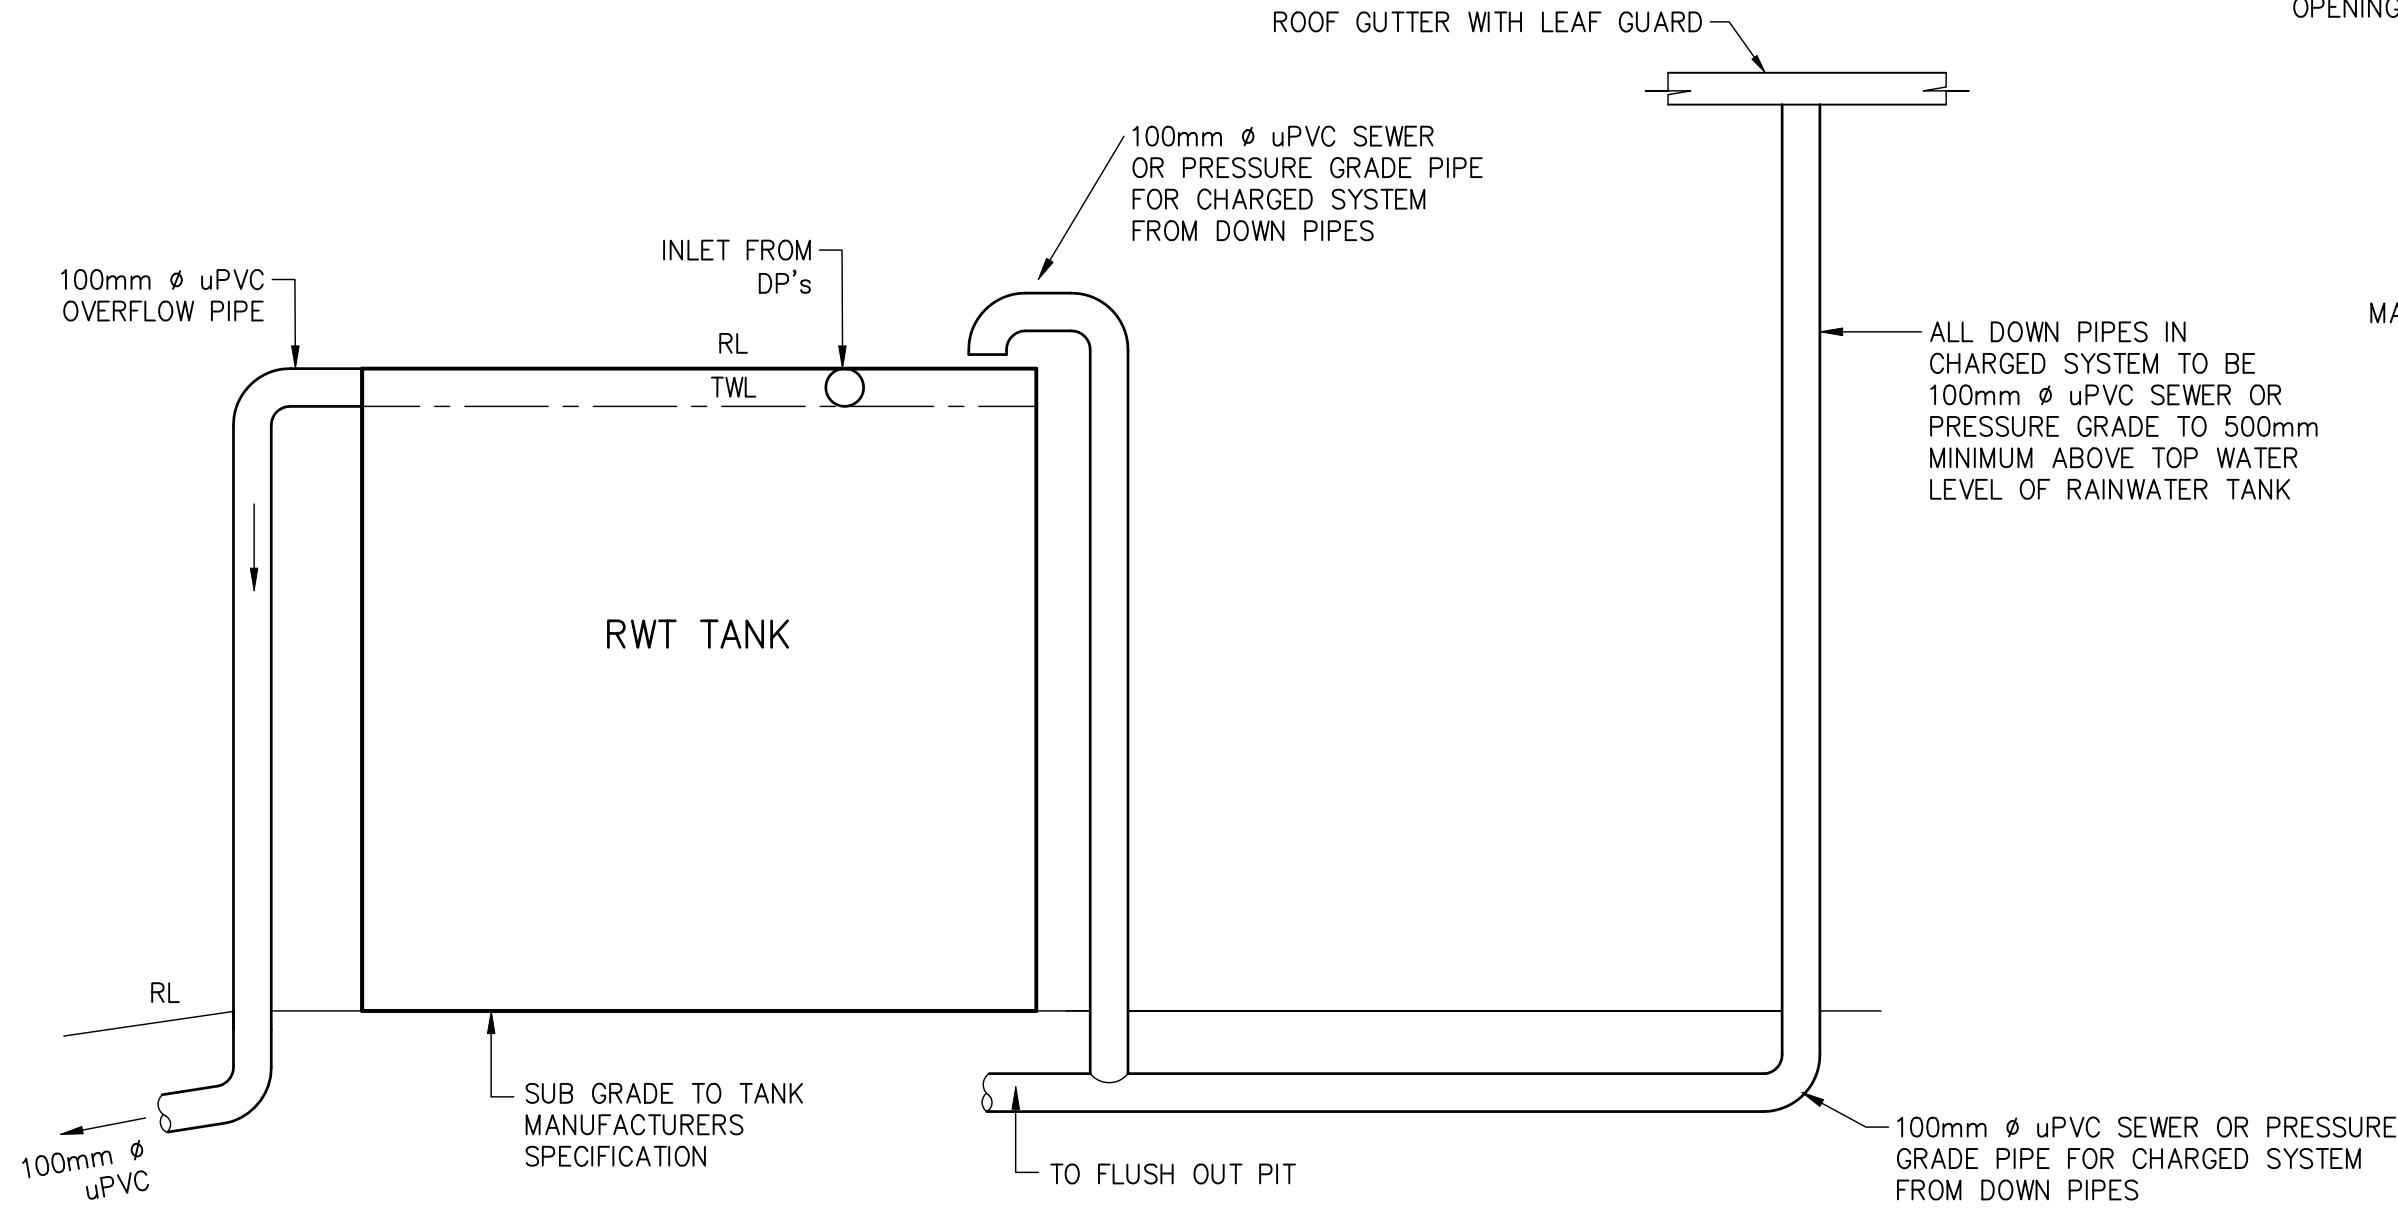 ROOF GUTTER WITH LEAF GUARD
OPENING
100mm ø uPVC SEWER
OR PRESSURE GRADE PIPE
FOR CHARGED SYSTEM
FROM DOWN PIPES
INLET FROM
DP's
100mm ø uPVC
OVERFLOW PIPE
RL
TWL
MA
ALL DOWN PIPES IN
CHARGED SYSTEM TO BE
100mm ø uPVC SEWER OR
PRESSURE GRADE TO 500mm
MINIMUM ABOVE TOP WATER
LEVEL OF RAINWATER TANK
RWT TANK
RL
SUB GRADE TO TANK
MANUFACTURERS
SPECIFICATION
100mm ø
uPVC
TO FLUSH OUT PIT
100mm ø uPVC SEWER OR PRESSURE
GRADE PIPE FOR CHARGED SYSTEM
FROM DOWN PIPES